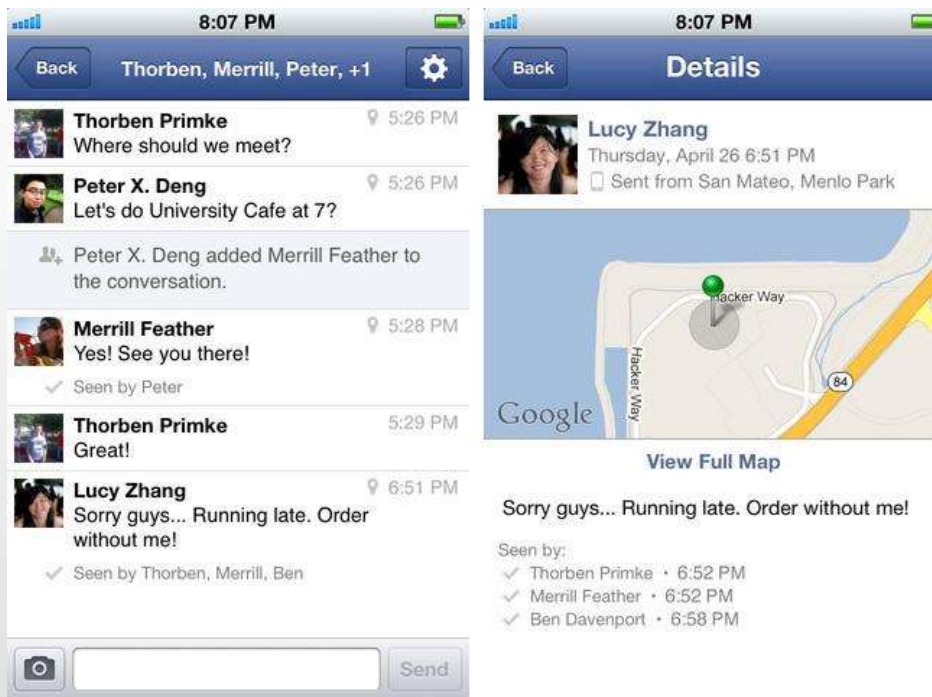 8:07 PM
Back
Thorben, Merrill, Peter, +1
Thorben Primke
5:26 PM
Where should we meet?
Peter X. Deng
5:26 PM
Let's do University Cafe at 7?
Peter X. Deng added Merrill Feather to
the conversation.
Merrill Feather
5:28 PM
Yes! See you there!
Seen by Peter
Thorben Primke
5:29 PM
Great!
Lucy Zhang
6:51 PM
Sorry guys... Running late. Order
without me!
Seen by Thorben, Merrill, Ben
Send
8:07 PM
Back
Details
Lucy Zhang
Thursday, April 26 6:51 PM
Sent from San Mateo, Menlo Park
Hacker Way
Hacker Way
84
Google
View Full Map
Sorry guys... Running late. Order without me!
Seen by:
Thorben Primke • 6:52 PM
Merrill Feather • 6:52 PM
Ben Davenport • 6:58 PM